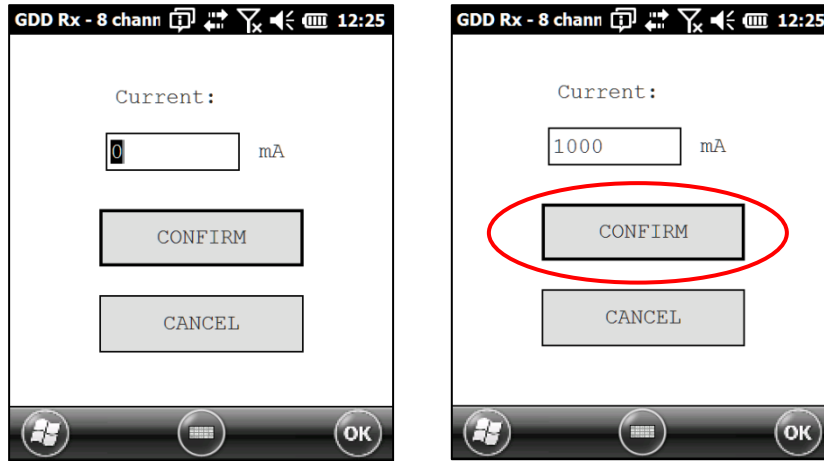 GDD Rx - 8 chann 12:25
Current:
0 mA
CONFIRM
CANCEL
OK
GDD Rx - 8 chann 12:25
Current:
1000 mA
CONFIRM
CANCEL
OK